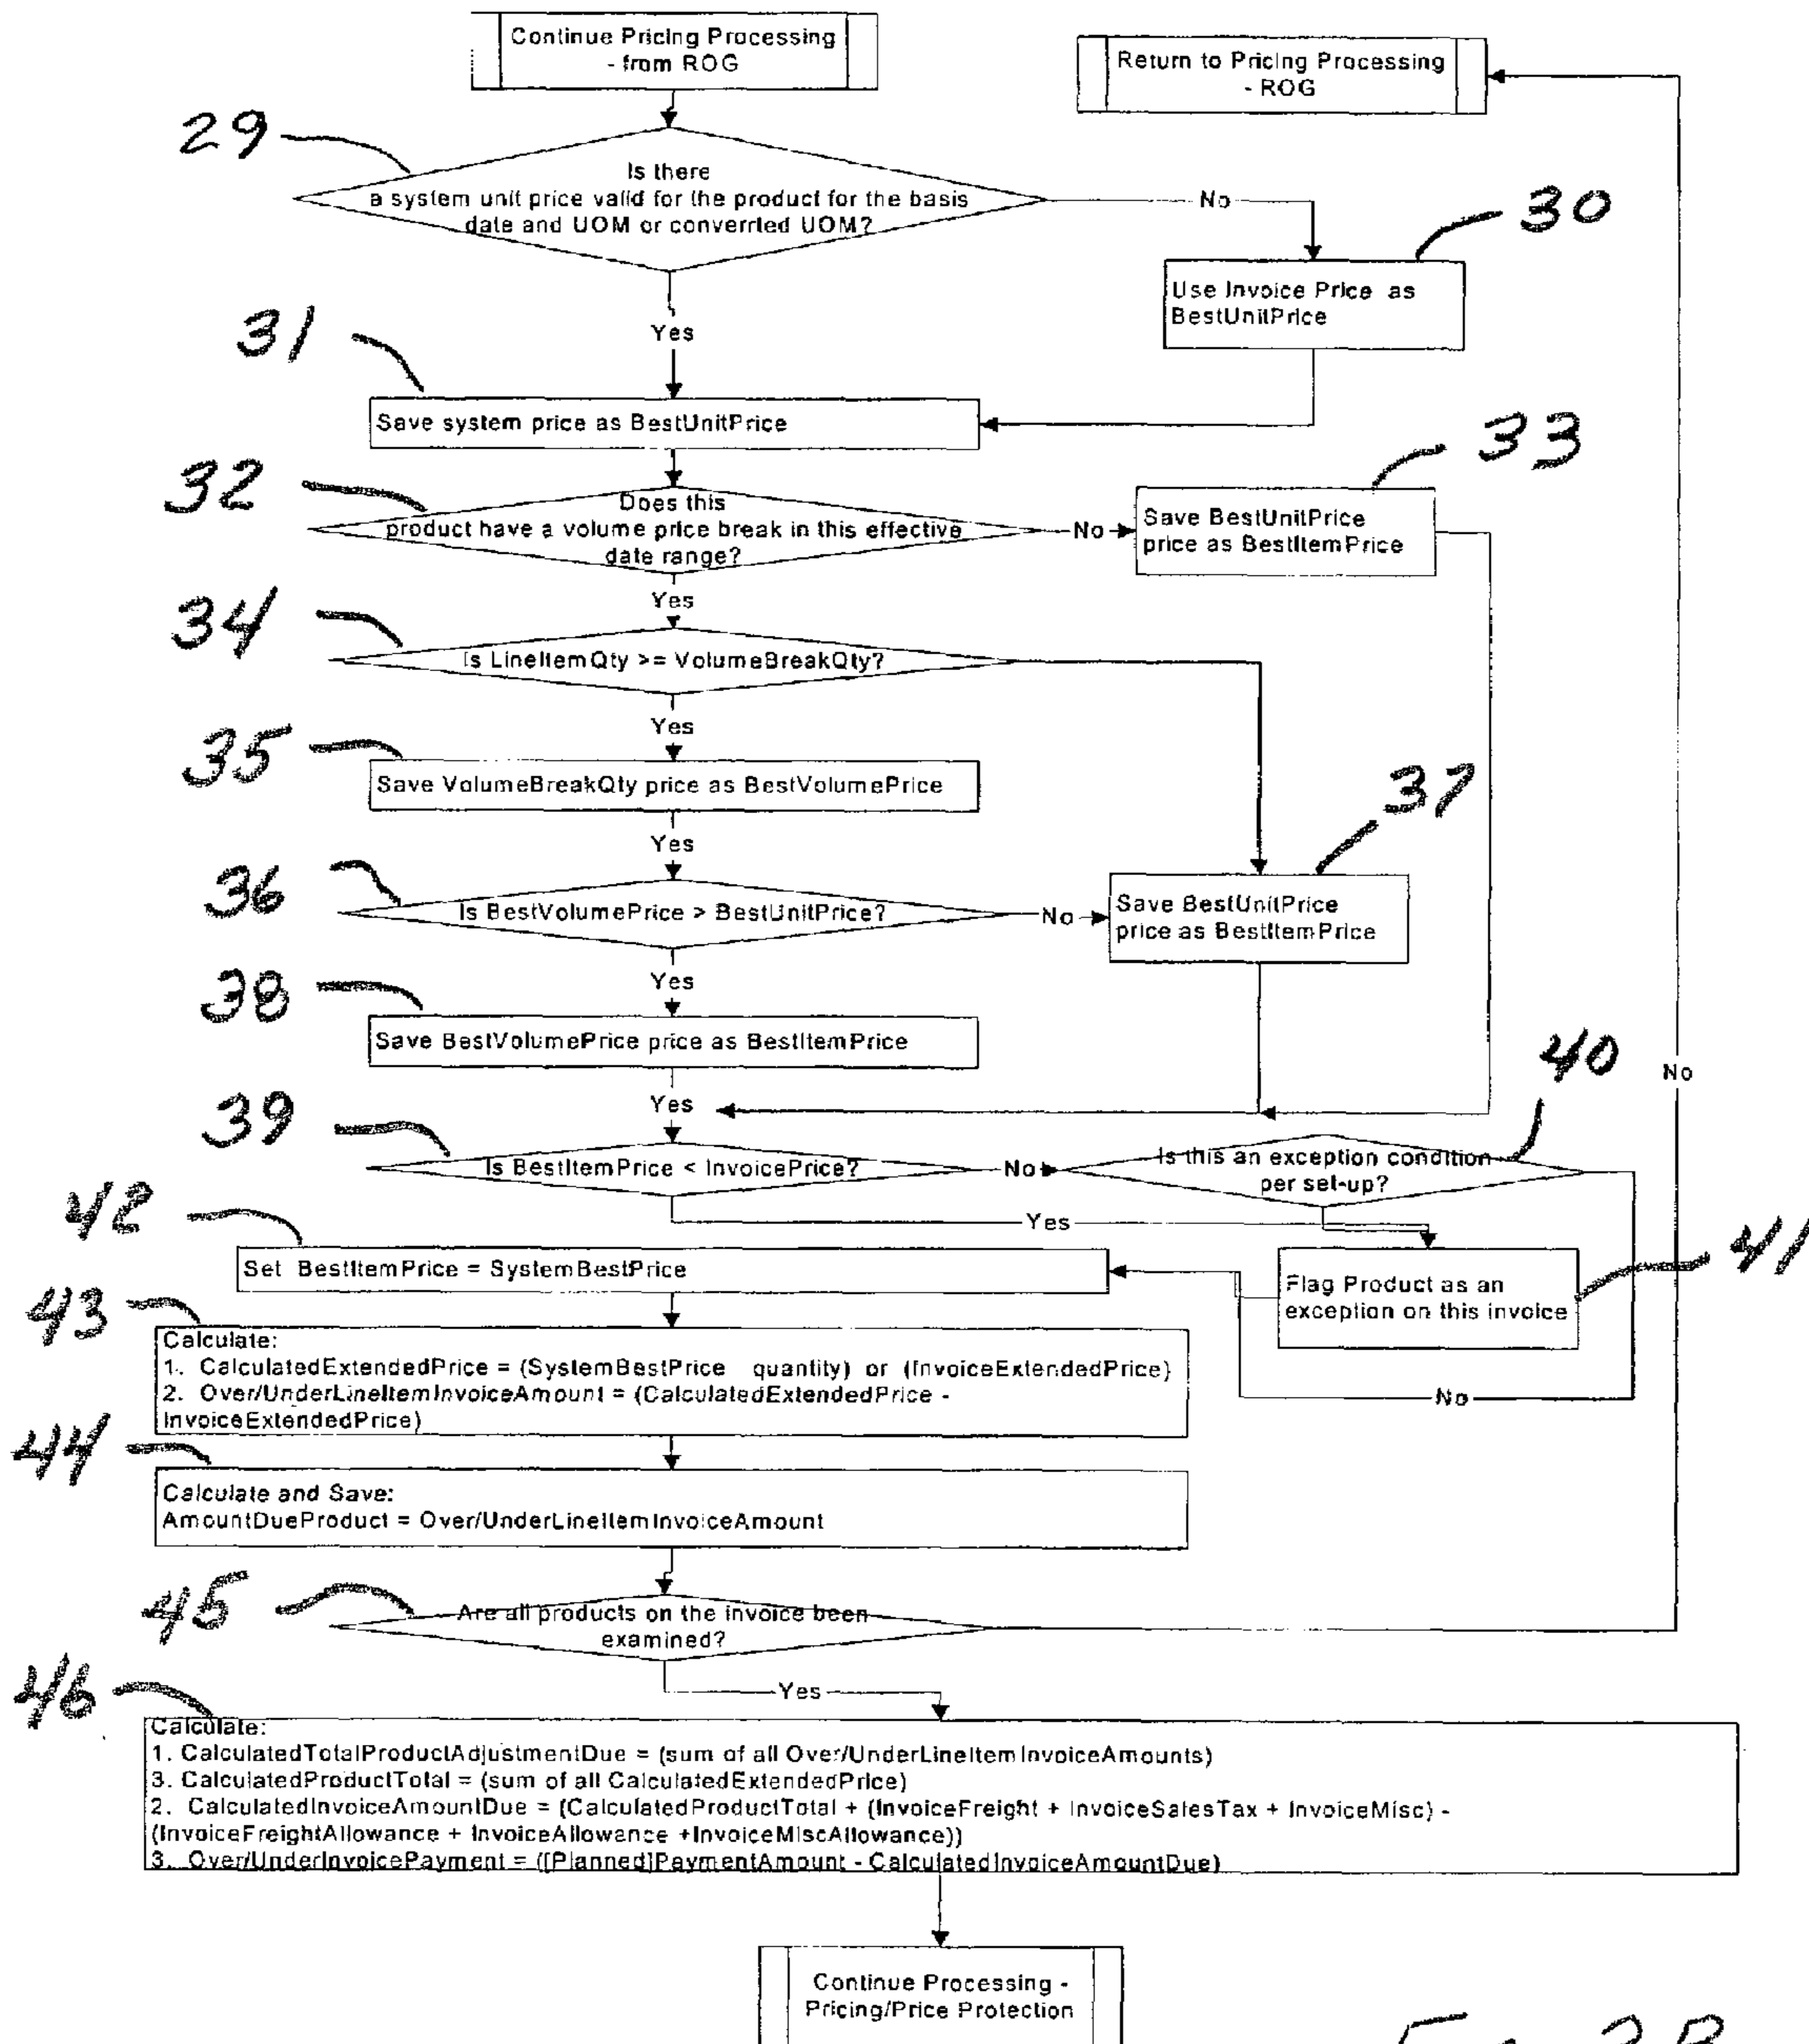 Continue Pricing Processing
- from ROG
Return to Pricing Processing
- ROG
29
Is there
a system unit price valid for the product for the basis
date and UOM or converrled UOM?
No
30
Use Invoice Price as
BestUnitPrice
Yes
31
Save system price as BestUnitPrice
32
Does this
product have a volume price break in this effective
date range?
No
33
Save BestUnitPrice
price as BestItemPrice
Yes
34
Is LineItemQty >= VolumeBreakQty?
Yes
35
Save VolumeBreakQty price as BestVolumePrice
37
Yes
36
Is BestVolumePrice > BestUnitPrice?
No
Save BestUnitPrice
price as BestItemPrice
Yes
38
Save BestVolumePrice price as BestItemPrice
40
No
Yes
39
Is BestItemPrice < InvoicePrice?
No
Is this an exception condition
per set-up?
Yes
42
Set BestItemPrice = SystemBestPrice
Flag Product as an
exception on this invoice
41
43
Calculate:
1. CalculatedExtendedPrice = (SystemBestPrice quantity) or (InvoiceExtendedPrice)
2. Over/UnderLineItemInvoiceAmount = (CalculatedExtendedPrice -
InvoiceExtendedPrice)
No
44
Calculate and Save:
AmountDueProduct = Over/UnderLineItemInvoiceAmount
45
Are all products on the invoice been
examined?
Yes
46
Calculate:
1. CalculatedTotalProductAdjustmentDue = (sum of all Over/UnderLineItemInvoiceAmounts)
3. CalculatedProductTotal = (sum of all CalculatedExtendedPrice)
2. CalculatedInvoiceAmountDue = (CalculatedProductTotal + (InvoiceFreight + InvoiceSalesTax + InvoiceMisc) -
(InvoiceFreightAllowance + InvoiceAllowance +InvoiceMiscAllowance))
3. Over/UnderInvoicePayment = ([Planned]PaymentAmount - CalculatedInvoiceAmountDue)
Continue Processing -
Pricing/Price Protection